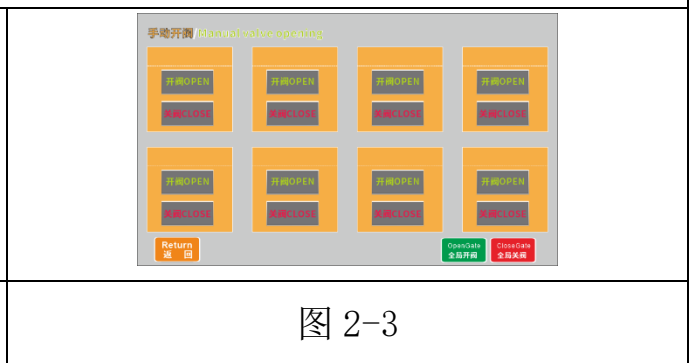 手动开阀/Manual valve opening
开阀OPEN 开阀OPEN 开阀OPEN 开阀OPEN
关阀CLOSE 关阀CLOSE 关阀CLOSE 关阀CLOSE
开阀OPEN 开阀OPEN 开阀OPEN 开阀OPEN
关阀CLOSE 关阀CLOSE 关阀CLOSE 关阀CLOSE
Return
返 回
OpenGate CloseGate
全局开阀 全局关阀
图 2-3